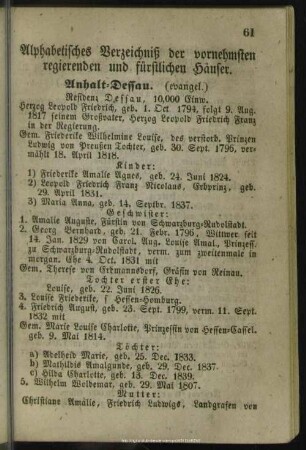 61
Alphabetisches Verzeichniß der vornehmsten
regierenden und fürstlichen Häuser.
Anhalt-Dessau. (evangel.)
Residenz Dessau, 10,000 Einw.
Herzog Leopold Friedrich, geb. 1. Oct 1794, folgt 9. Aug.
1817 seinem Großvater, Herzog Leopold Friedrich Franz
in der Regierung.
Gem. Friederike Wilhelmine Louise, des verstorb. Prinzen
Ludwig von Preußen Tochter, geb. 30. Sept. 1796, ver-
mählt 18. April 1818.
Kinder:
1) Friederike Amalie Agnes, geb. 24. Juni 1824.
2) Leopold Friedrich Franz Nicolaus, Erbprinz, geb.
29. April 1831.
3) Maria Anna, geb. 14. Septbr. 1837.
Geschwister:
1. Amalie Auguste, Fürstin von Schwarzburg-Rudolstadt.
2. Georg Bernhard, geb. 21. Febr. 1796, Wittwer seit
14. Jan. 1829 von Carol. Aug. Louise Amal., Prinzess.
zu Schwarzburg-Rudolstadt, verm. zum zweitenmale in
morgan. Ehe 4. Oct. 1831 mit
Gem. Therese von Erdmannsdorf, Gräfin von Reinau.
Tochter erster Ehe:
Louise, geb. 22. Juni 1826.
3. Louise Friederike, s Hessen-Homburg.
4. Friedrich August, geb. 23. Sept. 1799, verm. 11. Sept.
1832 mit
Gem. Marie Louise Charlotte, Prinzessin von Hessen-Cassel,
geb. 9. Mai 1814.
Töchter:
a) Adelheid Marie, geb. 25. Dec. 1833.
b) Mathildis Amalgunde, geb. 29. Dec. 1837.
c) Hilda Charlotte, geb. 13. Dec. 1839.
5. Wilhelm Woldemar, geb. 29. Mai 1807.
Mutter:
Christiane Amalie, Friedrich Ludwigs, Landgrafen von